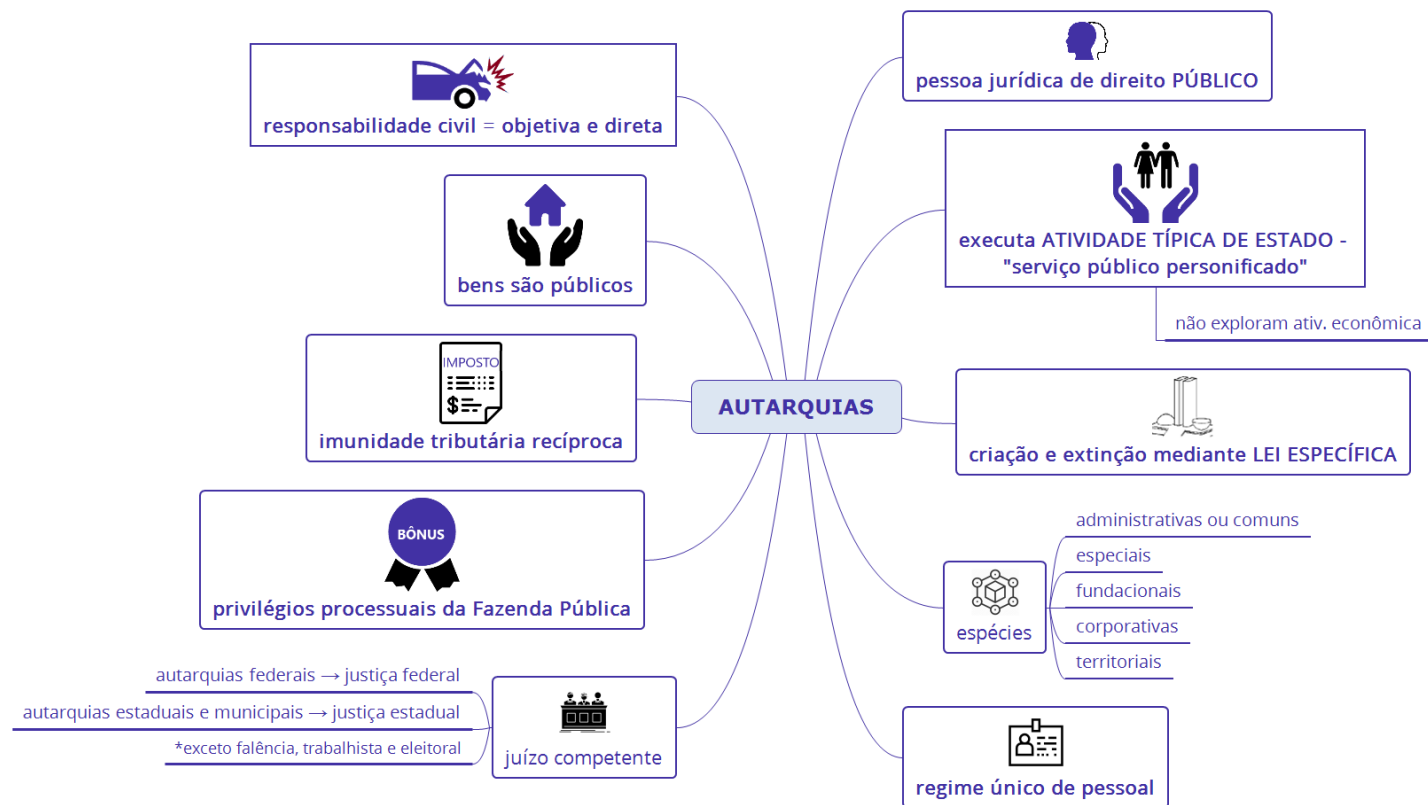 AUTARQUIAS
pessoa jurídica de direito PÚBLICO
executa ATIVIDADE TÍPICA DE ESTADO -
"serviço público personificado"
não exploram ativ. econômica
criação e extinção mediante LEI ESPECÍFICA
espécies
administrativas ou comuns
especiais
fundacionais
corporativas
territoriais
regime único de pessoal
responsabilidade civil = objetiva e direta
bens são públicos
IMPOSTO
$
imunidade tributária recíproca
BÔNUS
privilégios processuais da Fazenda Pública
juízo competente
autarquias federais → justiça federal
autarquias estaduais e municipais → justiça estadual
*exceto falência, trabalhista e eleitoral